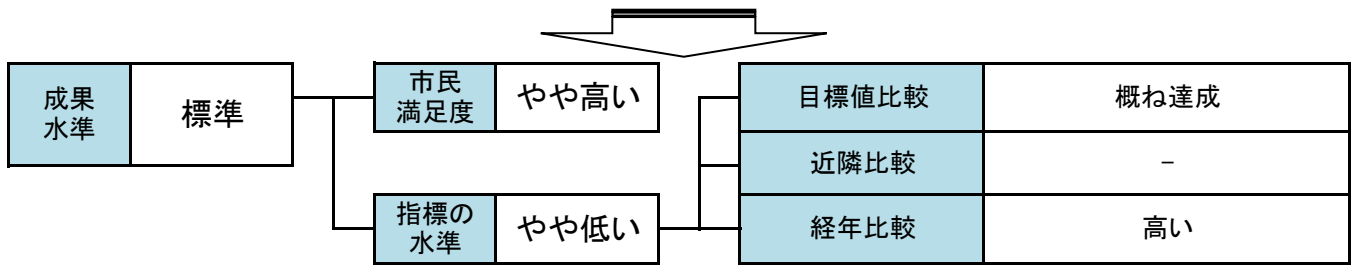 成果
水準
標準
市民
満足度
やや高い
指標の
水準
やや低い
目標値比較
概ね達成
近隣比較
－
経年比較
高い